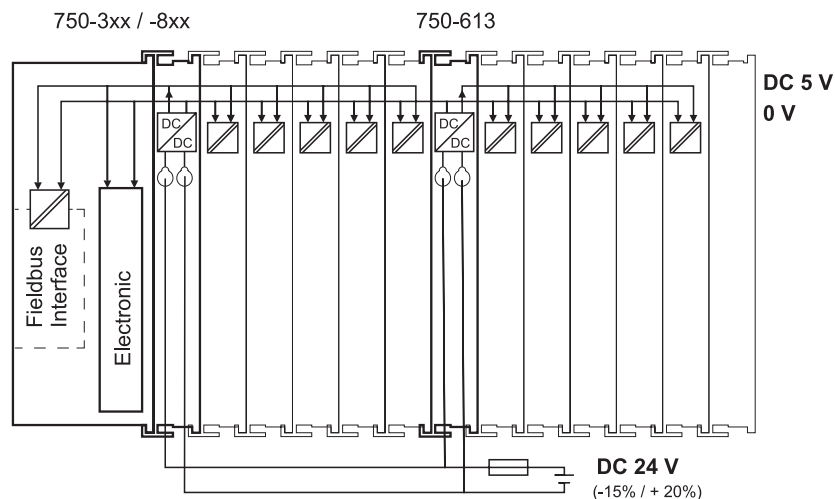 750-3xx / -8xx
750-613
DC 5 V
0 V
DC
DC
DC
DC
Fieldbus
Interface
Electronic
DC 24 V
(-15% / + 20%)